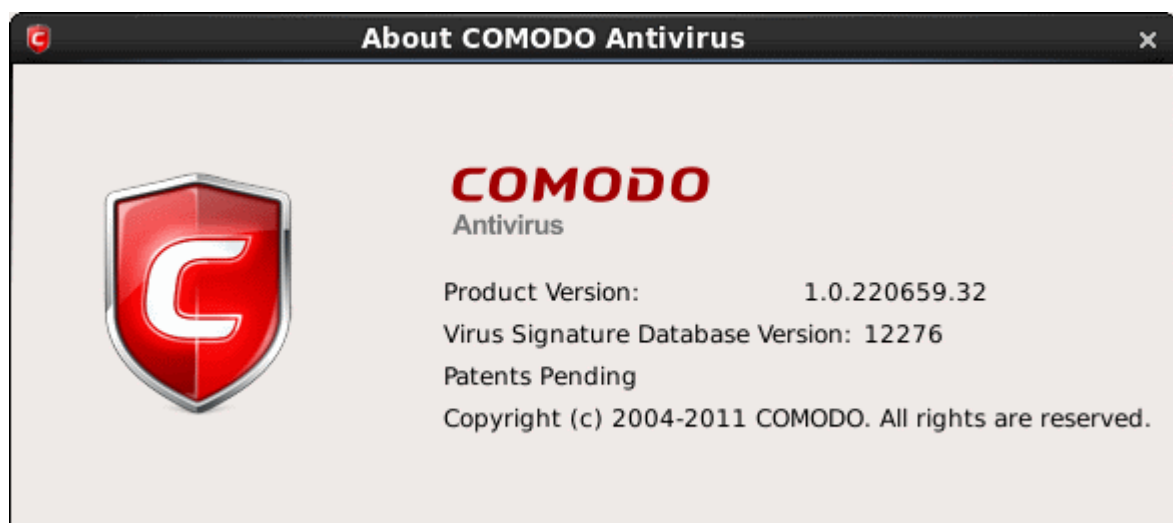 About COMODO Antivirus
COMODO
Antivirus
Product Version: 1.0.220659.32
Virus Signature Database Version: 12276
Patents Pending
Copyright (c) 2004-2011 COMODO. All rights are reserved.